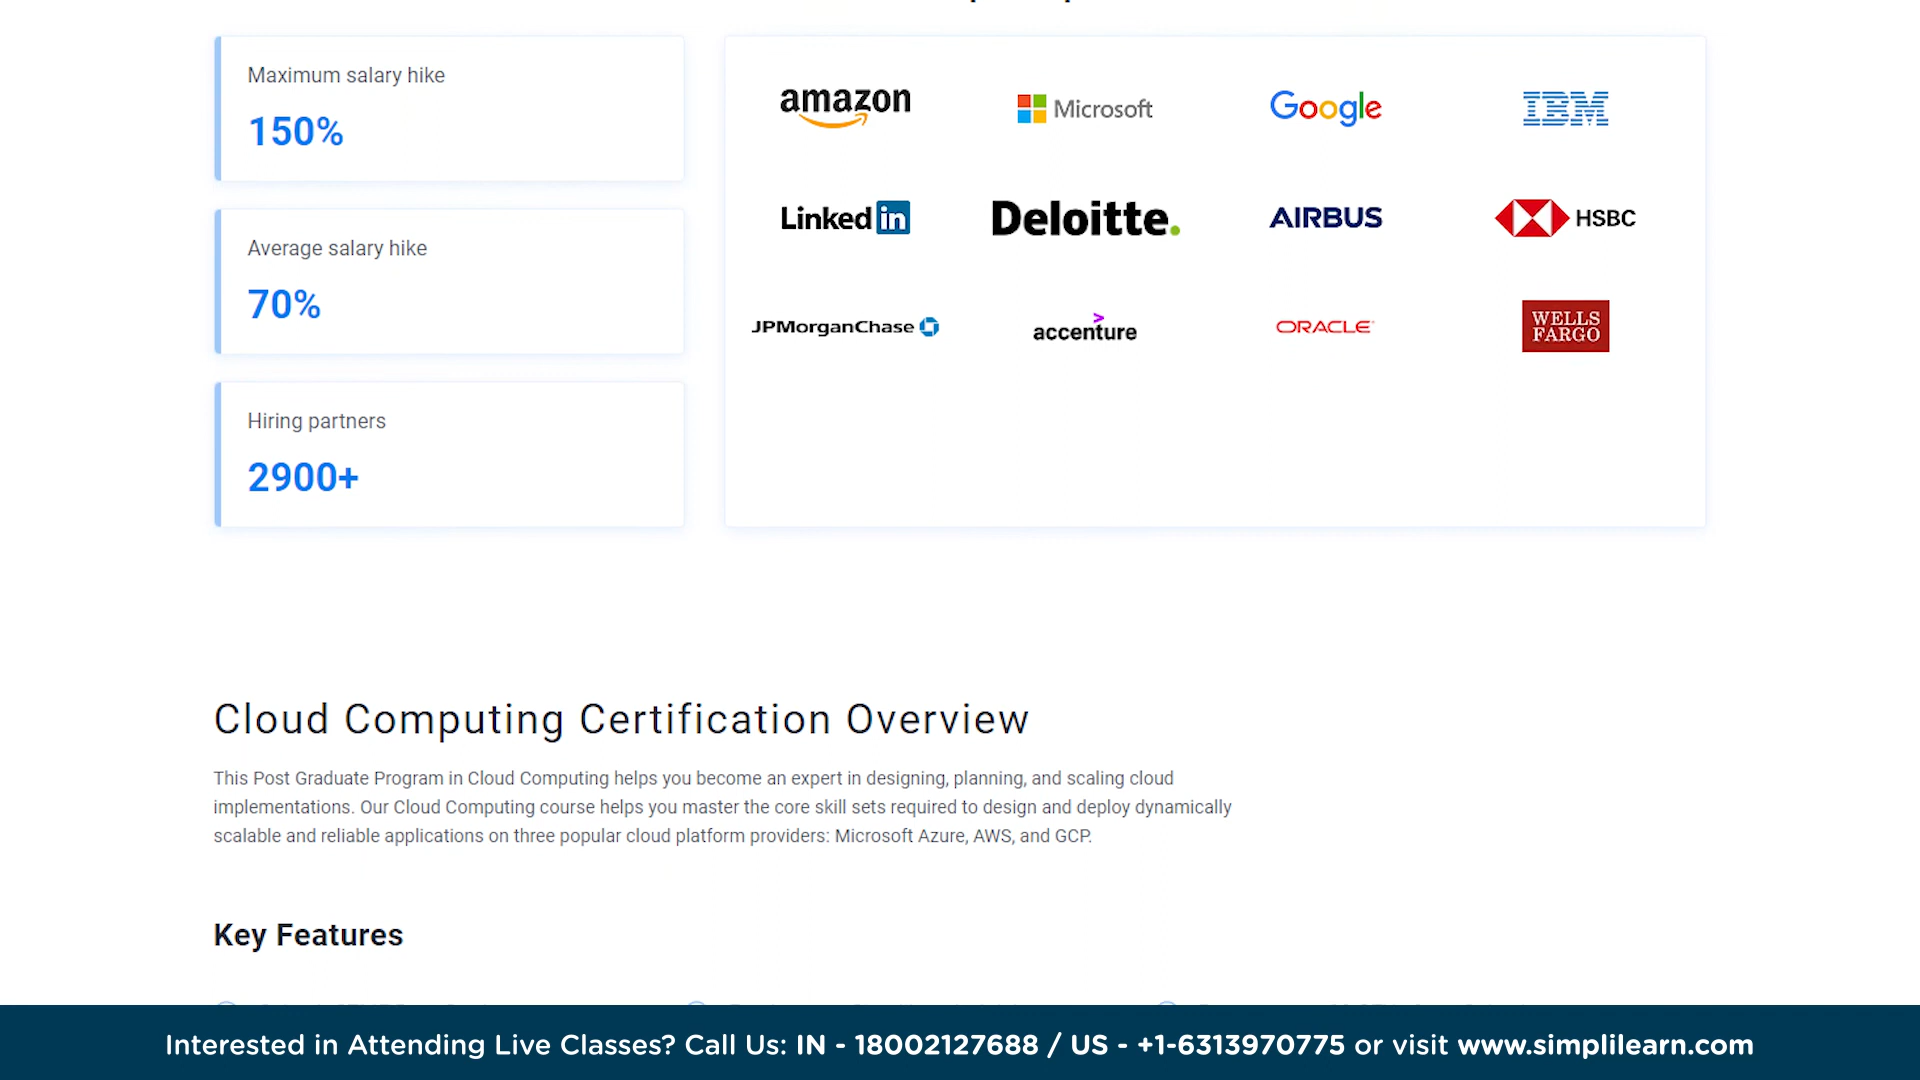 Maximum salary hike
150%
Average salary hike
70%
Hiring partners
2900+
amazon
Microsoft
Google
IBM
Linked in
Deloitte.
AIRBUS
HSBC
JPMorganChase
accenture
ORACLE
WELLS
FARGO
Cloud Computing Certification Overview
This Post Graduate Program in Cloud Computing helps you become an expert in designing, planning, and scaling cloud
implementations. Our Cloud Computing course helps you master the core skill sets required to design and deploy dynamically
scalable and reliable applications on three popular cloud platform providers: Microsoft Azure, AWS, and GCP.
Key Features
Interested in Attending Live Classes? Call Us: IN - 18002127688 / US - +1-6313970775 or visit www.simplilearn.com